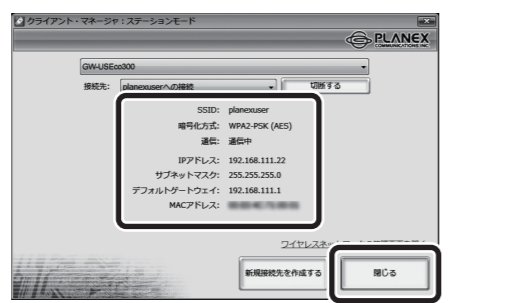 クライアント・マネージャ：ステーションモード
PLANEX
COMMUNICATIONS INC.
GW-USEco300
接続先: planexuserへの接続 切断する
SSID: planexuser
暗号化方式: WPA2-PSK (AES)
通信: 通信中
IPアドレス: 192.168.111.22
サブネットマスク: 255.255.255.0
デフォルトゲートウェイ: 192.168.111.1
MACアドレス:
ワイヤレスネット
新規接続先を作成する 閉じる